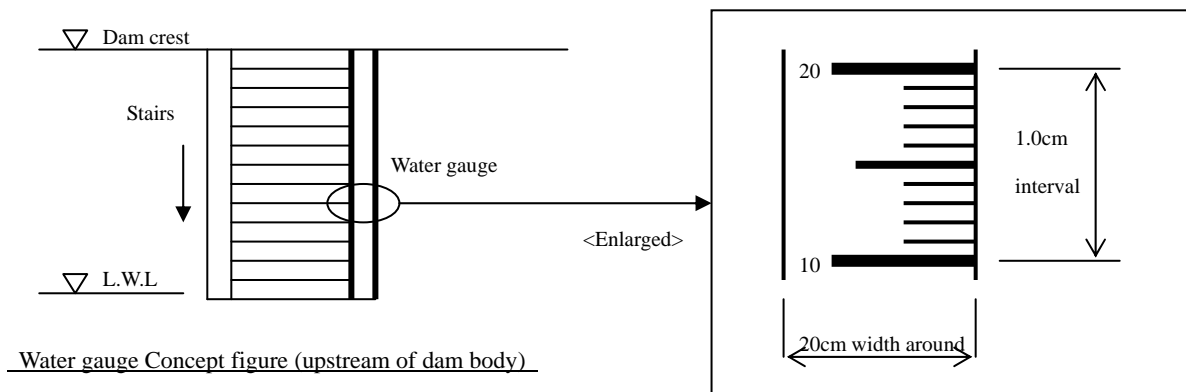 Dam crest
Stairs
Water gauge
<Enlarged>
L.W.L
Water gauge Concept figure (upstream of dam body)
20
1.0cm
interval
10
20cm width around